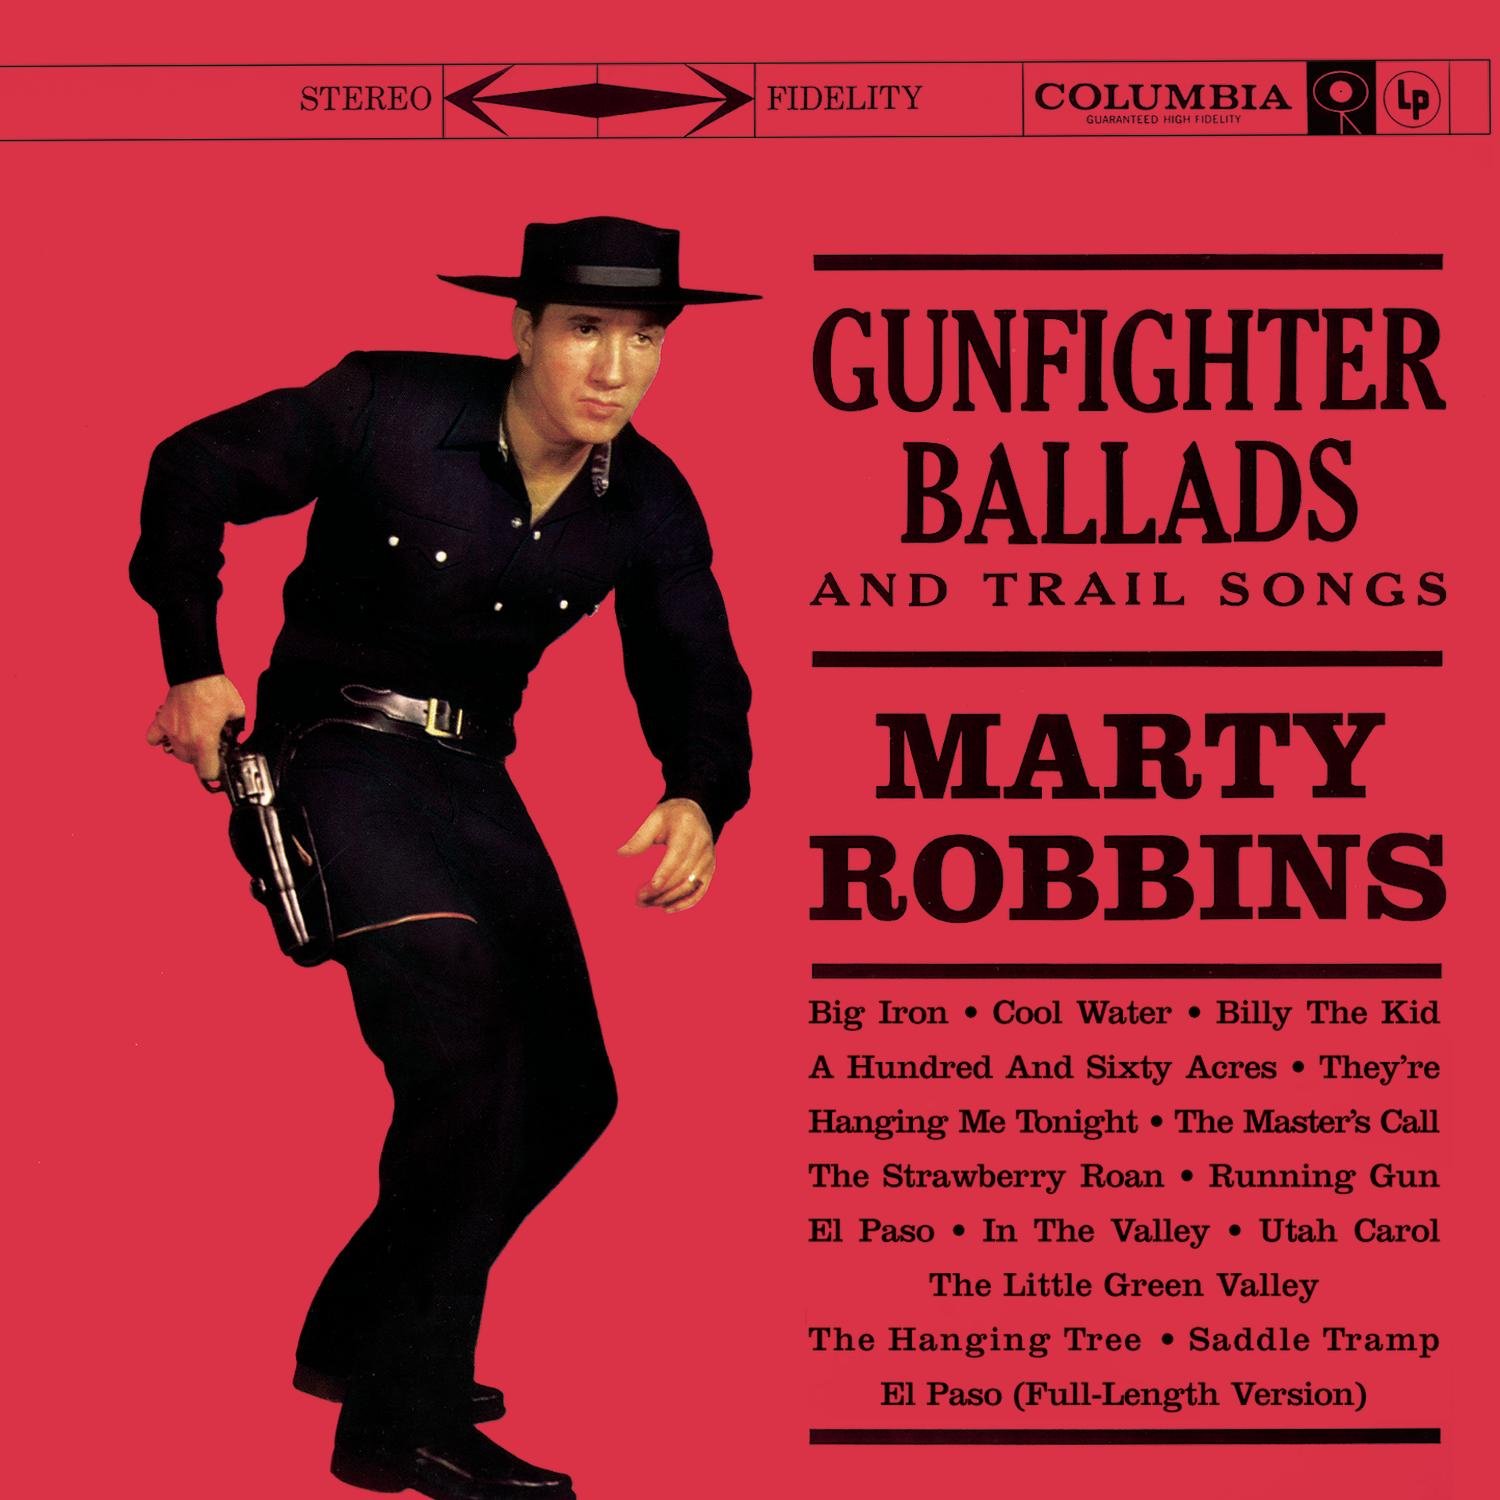 STEREO FIDELITY COLUMBIA Lp
GUARANTEED HIGH FIDELITY
GUNFIGHTER
BALLADS
AND TRAIL SONGS
MARTY
ROBBINS
Big Iron • Cool Water • Billy The Kid
A Hundred And Sixty Acres • They're
Hanging Me Tonight • The Master's Call
The Strawberry Roan • Running Gun
El Paso • In The Valley • Utah Carol
The Little Green Valley
The Hanging Tree • Saddle Tramp
El Paso (Full-Length Version)